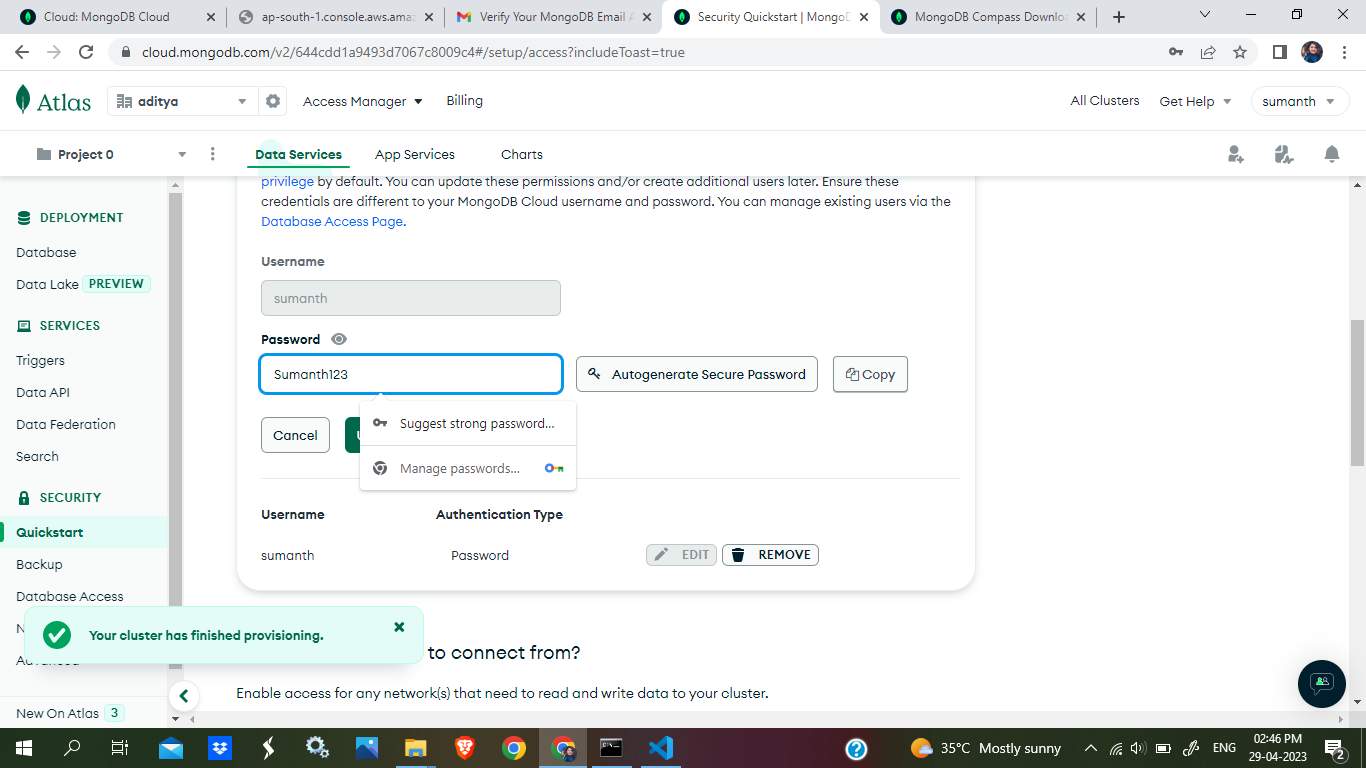 Cloud: MongoDB Cloud
ap-south-1.console.aws.amaz
Verify Your MongoDB Email A
Security Quickstart | MongoD
MongoDB Compass Downloa
cloud.mongodb.com/v2/644cdd1a9493d7067c8009c4#/setup/access?includeToast=true
Atlas
aditya
Access Manager
Billing
All Clusters
Get Help
sumanth
Project 0
Data Services
App Services
Charts
DEPLOYMENT
Database
Data Lake PREVIEW
SERVICES
Triggers
Data API
Data Federation
Search
SECURITY
Quickstart
Backup
Database Access
N
Advanced
New On Atlas 3
privilege by default. You can update these permissions and/or create additional users later. Ensure these
credentials are different to your MongoDB Cloud username and password. You can manage existing users via the
Database Access Page.
Username
sumanth
Password
Sumanth123
Autogenerate Secure Password
Copy
Cancel
U
Suggest strong password...
Manage passwords...
Username Authentication Type
sumanth Password EDIT REMOVE
Your cluster has finished provisioning.
to connect from?
Enable access for any network(s) that need to read and write data to your cluster.
35°C Mostly sunny
ENG
02:46 PM
29-04-2023
2